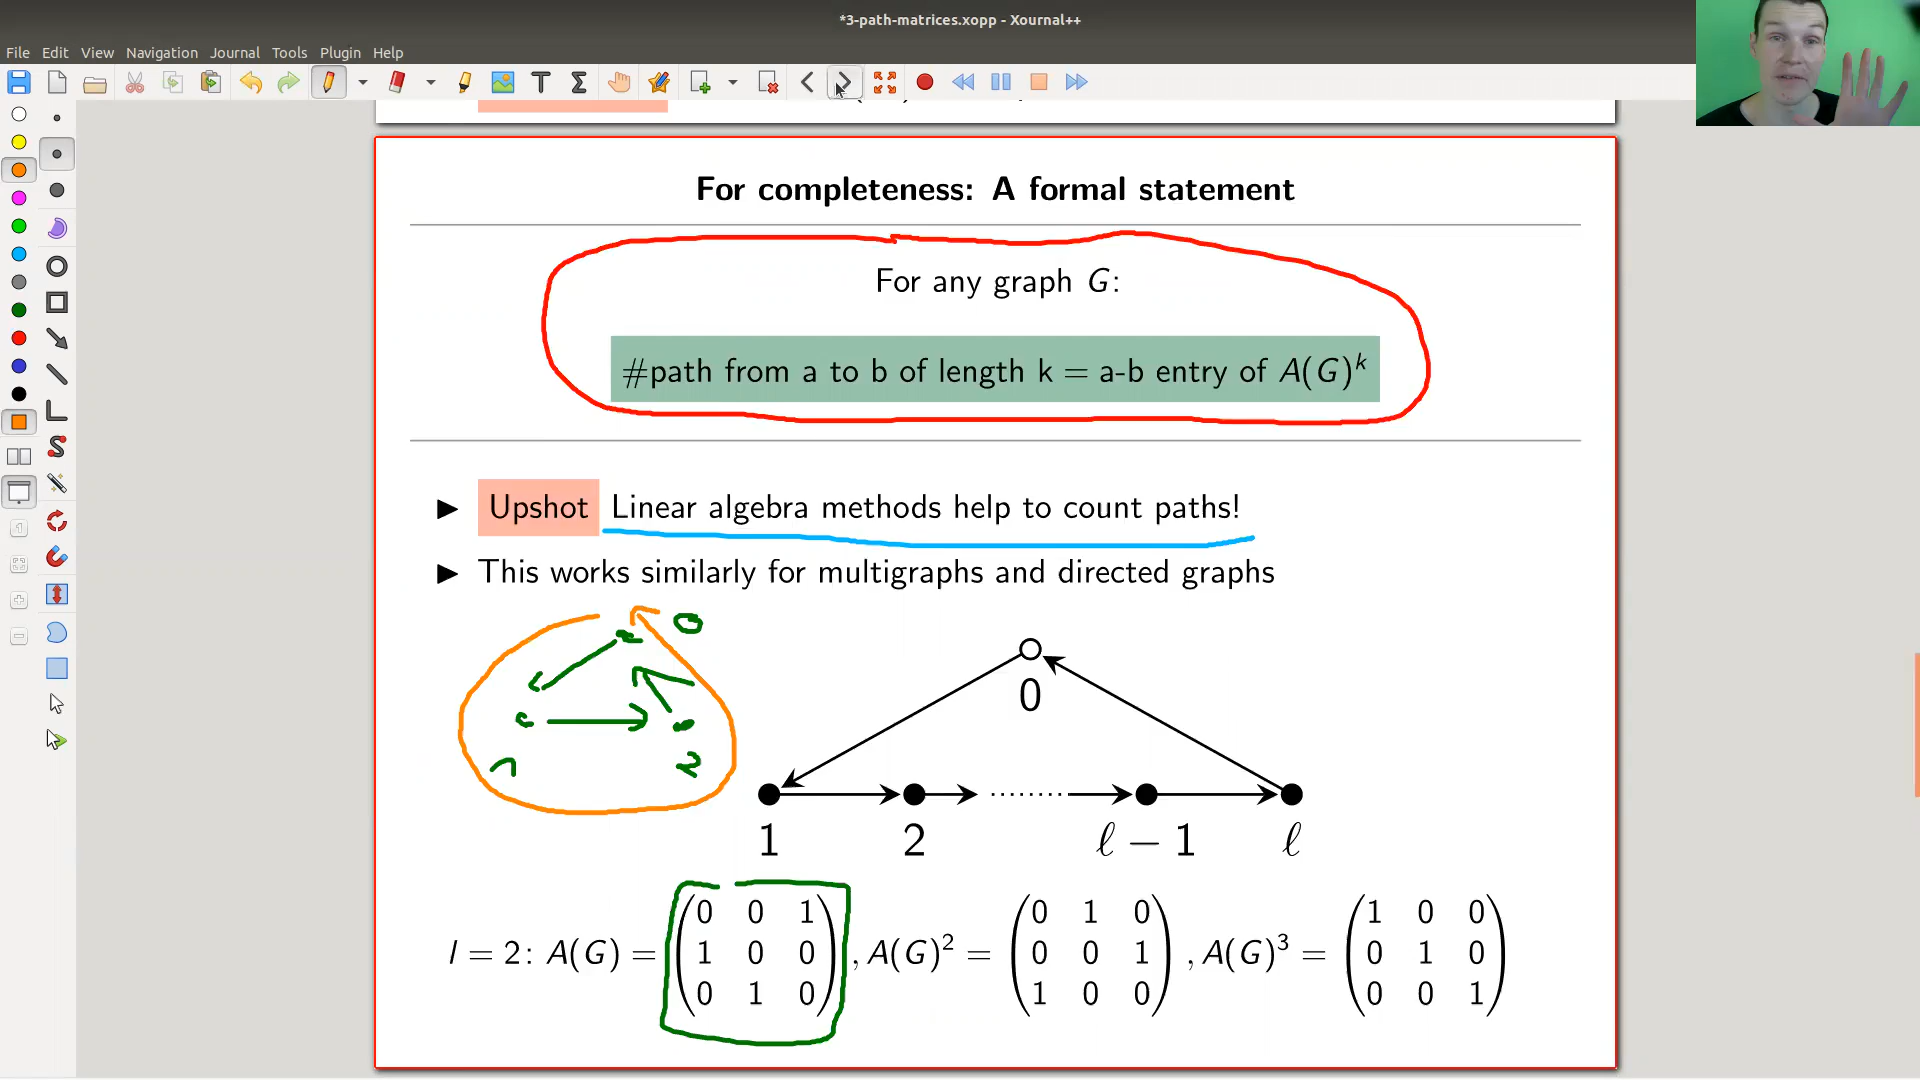 *3-path-matrices.xopp - Xournal++
File Edit View Navigation Journal Tools Plugin Help
For completeness: A formal statement
For any graph G:
#path from a to b of length k = a-b entry of A(G)^k
▶ Upshot Linear algebra methods help to count paths!
▶ This works similarly for multigraphs and directed graphs
0
1
2
0
1 2 ········ ℓ − 1 ℓ
l = 2: A(G) = (0 0 1
1 0 0
0 1 0), A(G)² = (0 1 0
0 0 1
1 0 0), A(G)³ = (1 0 0
0 1 0
0 0 1)